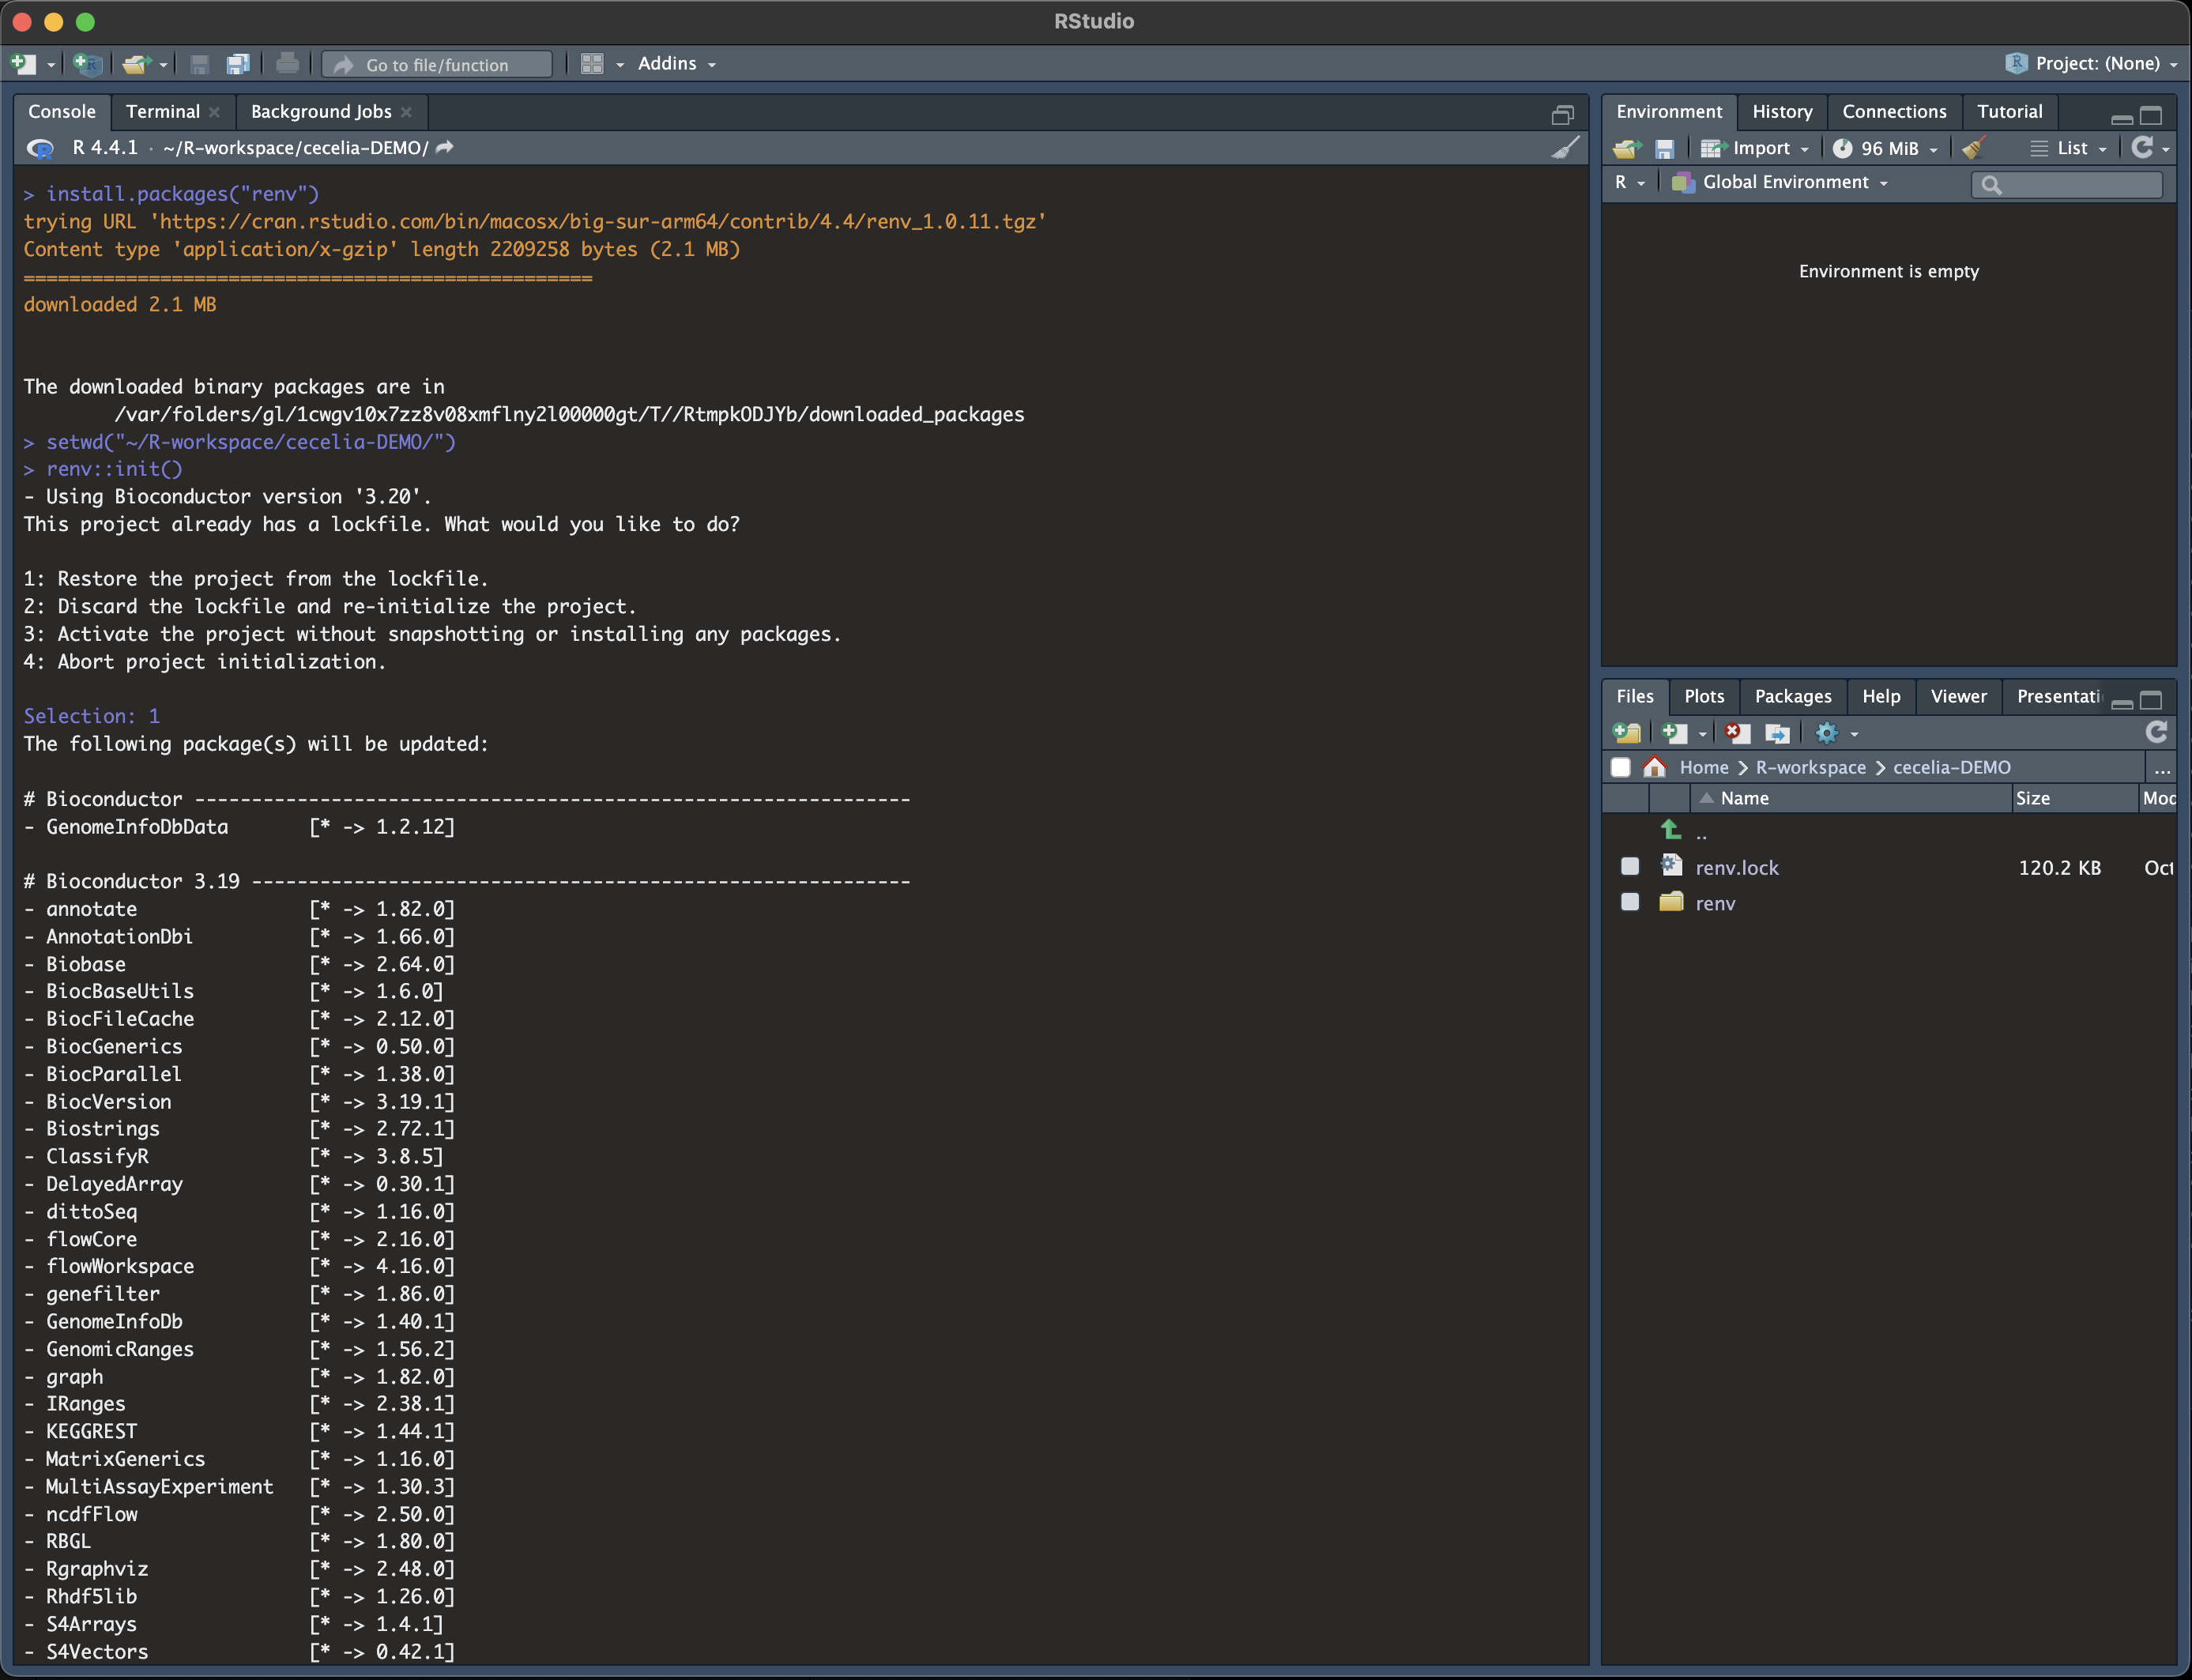 RStudio
Go to file/function
Addins
Project: (None)
Console Terminal Background Jobs
R 4.4.1 · ~/R-workspace/cecelia-DEMO/
> install.packages("renv")
trying URL 'https://cran.rstudio.com/bin/macosx/big-sur-arm64/contrib/4.4/renv_1.0.11.tgz'
Content type 'application/x-gzip' length 2209258 bytes (2.1 MB)
==================================================
downloaded 2.1 MB
The downloaded binary packages are in
/var/folders/gl/1cwgv10x7zz8v08xmflny2l00000gt/T//RtmpkODJYb/downloaded_packages
> setwd("~/R-workspace/cecelia-DEMO/")
> renv::init()
- Using Bioconductor version '3.20'.
This project already has a lockfile. What would you like to do?
1: Restore the project from the lockfile.
2: Discard the lockfile and re-initialize the project.
3: Activate the project without snapshotting or installing any packages.
4: Abort project initialization.
Selection: 1
The following package(s) will be updated:
# Bioconductor ---------------------------------------------------------------
- GenomeInfoDbData [* -> 1.2.12]
# Bioconductor 3.19 ----------------------------------------------------------
- annotate [* -> 1.82.0]
- AnnotationDbi [* -> 1.66.0]
- Biobase [* -> 2.64.0]
- BiocBaseUtils [* -> 1.6.0]
- BiocFileCache [* -> 2.12.0]
- BiocGenerics [* -> 0.50.0]
- BiocParallel [* -> 1.38.0]
- BiocVersion [* -> 3.19.1]
- Biostrings [* -> 2.72.1]
- ClassifyR [* -> 3.8.5]
- DelayedArray [* -> 0.30.1]
- dittoSeq [* -> 1.16.0]
- flowCore [* -> 2.16.0]
- flowWorkspace [* -> 4.16.0]
- genefilter [* -> 1.86.0]
- GenomeInfoDb [* -> 1.40.1]
- GenomicRanges [* -> 1.56.2]
- graph [* -> 1.82.0]
- IRanges [* -> 2.38.1]
- KEGGREST [* -> 1.44.1]
- MatrixGenerics [* -> 1.16.0]
- MultiAssayExperiment [* -> 1.30.3]
- ncdfFlow [* -> 2.50.0]
- RBGL [* -> 1.80.0]
- Rgraphviz [* -> 2.48.0]
- Rhdf5lib [* -> 1.26.0]
- S4Arrays [* -> 1.4.1]
- S4Vectors [* -> 0.42.1]
Environment History Connections Tutorial
Import 96 MiB List
R Global Environment
Environment is empty
Files Plots Packages Help Viewer Presentati
Home R-workspace cecelia-DEMO ...
Name Size Mod
..
renv.lock 120.2 KB Oct
renv